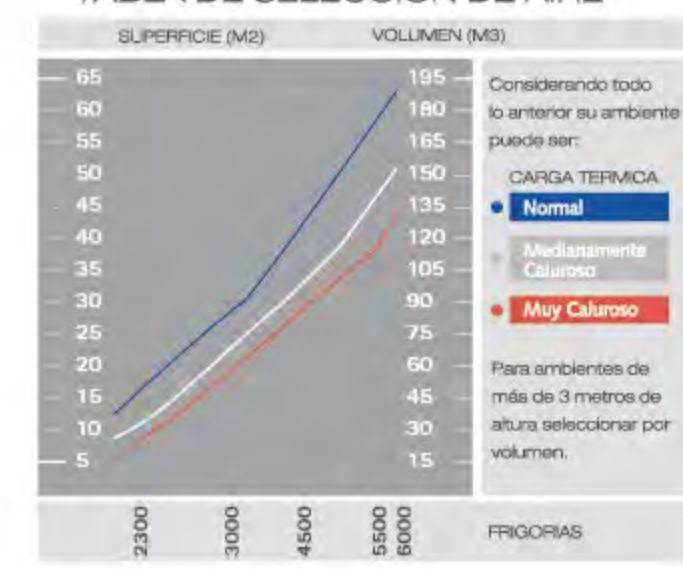 SUPERFICIE (M2) VOLUMEN (M3)
65 195
60 180
55 165
50 150
45 135
40 120
35 105
30 90
25 75
20 60
15 45
10 30
5 15
Considerando todo
lo anterior su ambiente
puede ser:
CARGA TERMICA
Normal
Medianamente
Caluroso
Muy Caluroso
Para ambientes de
más de 3 metros de
altura seleccionar por
volumen.
2300 3000 4500 5500 6000
FRIGORIAS